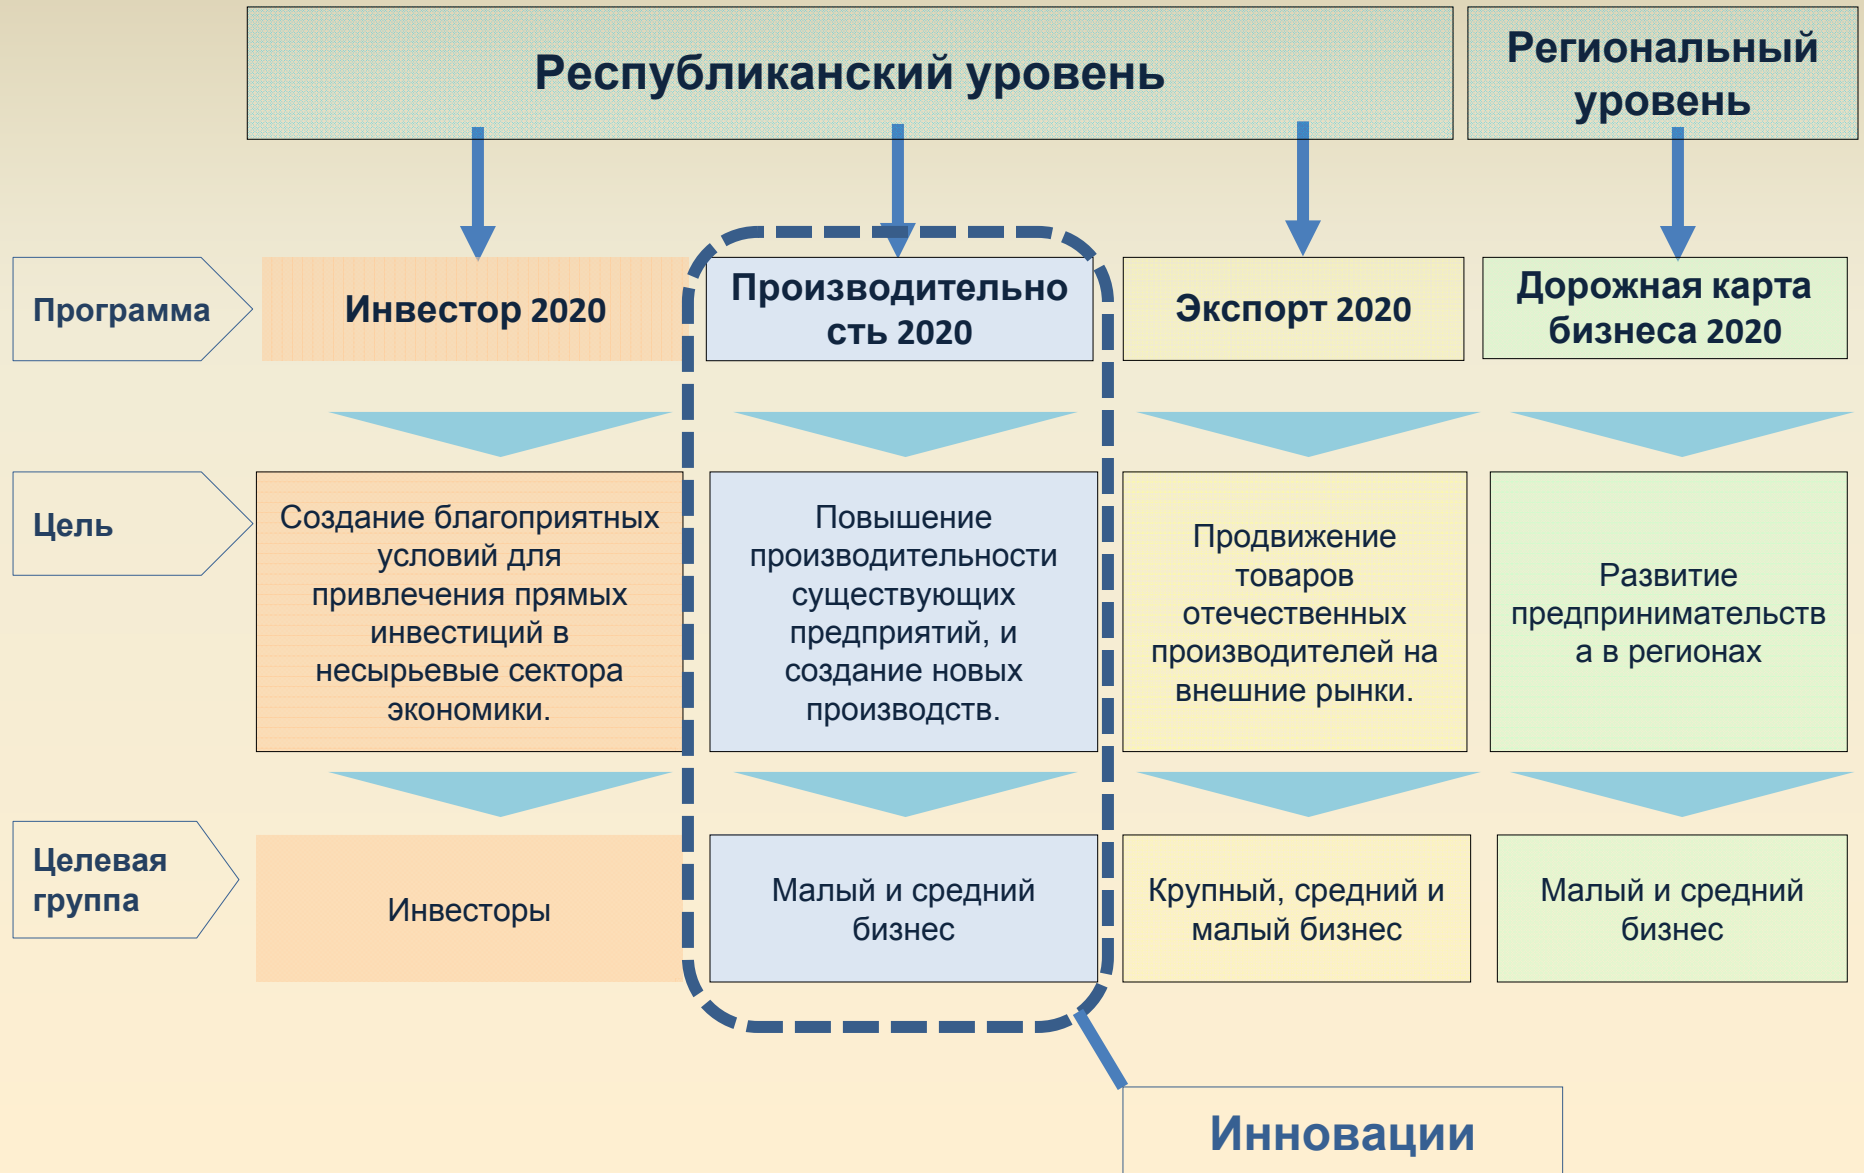 Республиканский уровень
Региональный
уровень
Программа
Инвестор 2020
Производительно
сть 2020
Экспорт 2020
Дорожная карта
бизнеса 2020
Цель
Создание благоприятных
условий для
привлечения прямых
инвестиций в
несырьевые сектора
экономики.
Повышение
производительности
существующих
предприятий, и
создание новых
производств.
Продвижение
товаров
отечественных
производителей на
внешние рынки.
Развитие
предпринимательств
а в регионах
Целевая
группа
Инвесторы
Малый и средний
бизнес
Крупный, средний и
малый бизнес
Малый и средний
бизнес
Инновации